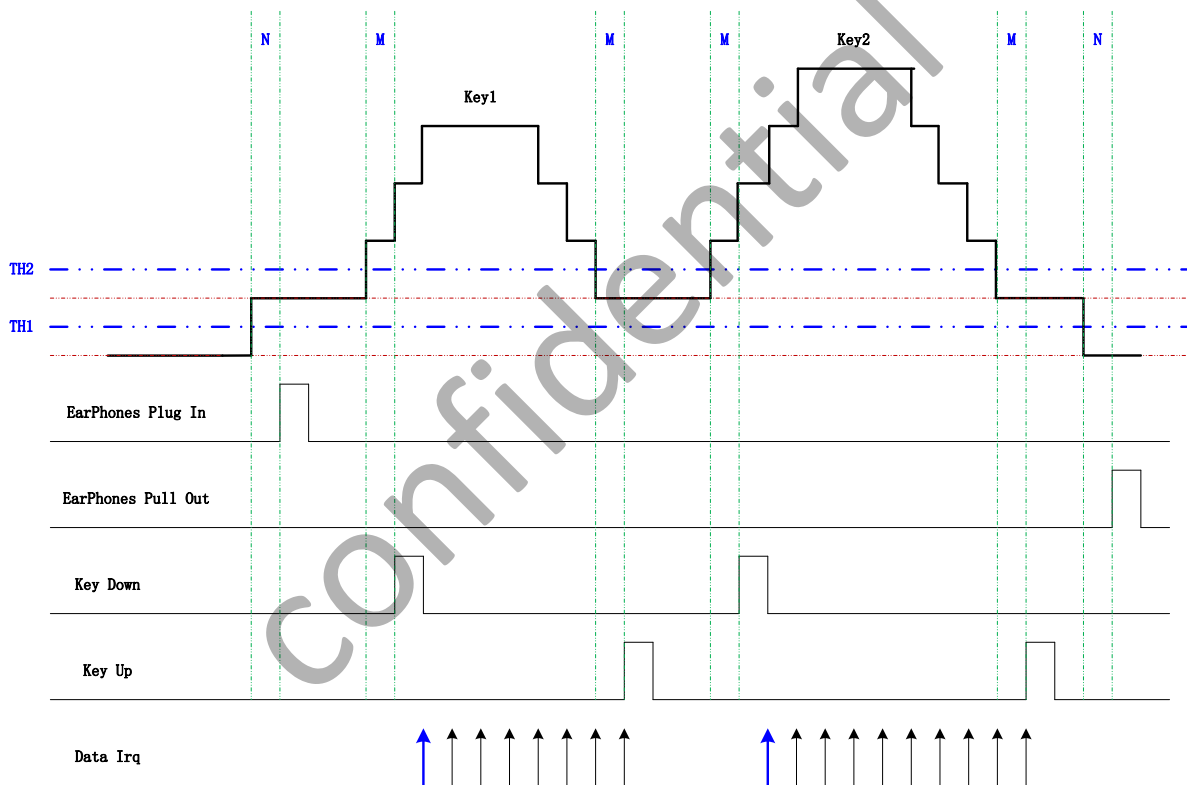 N M M M Key2 M N
Key1
TH2
TH1
EarPhones Plug In
EarPhones Pull Out
Key Down
Key Up
Data Irq
confidential